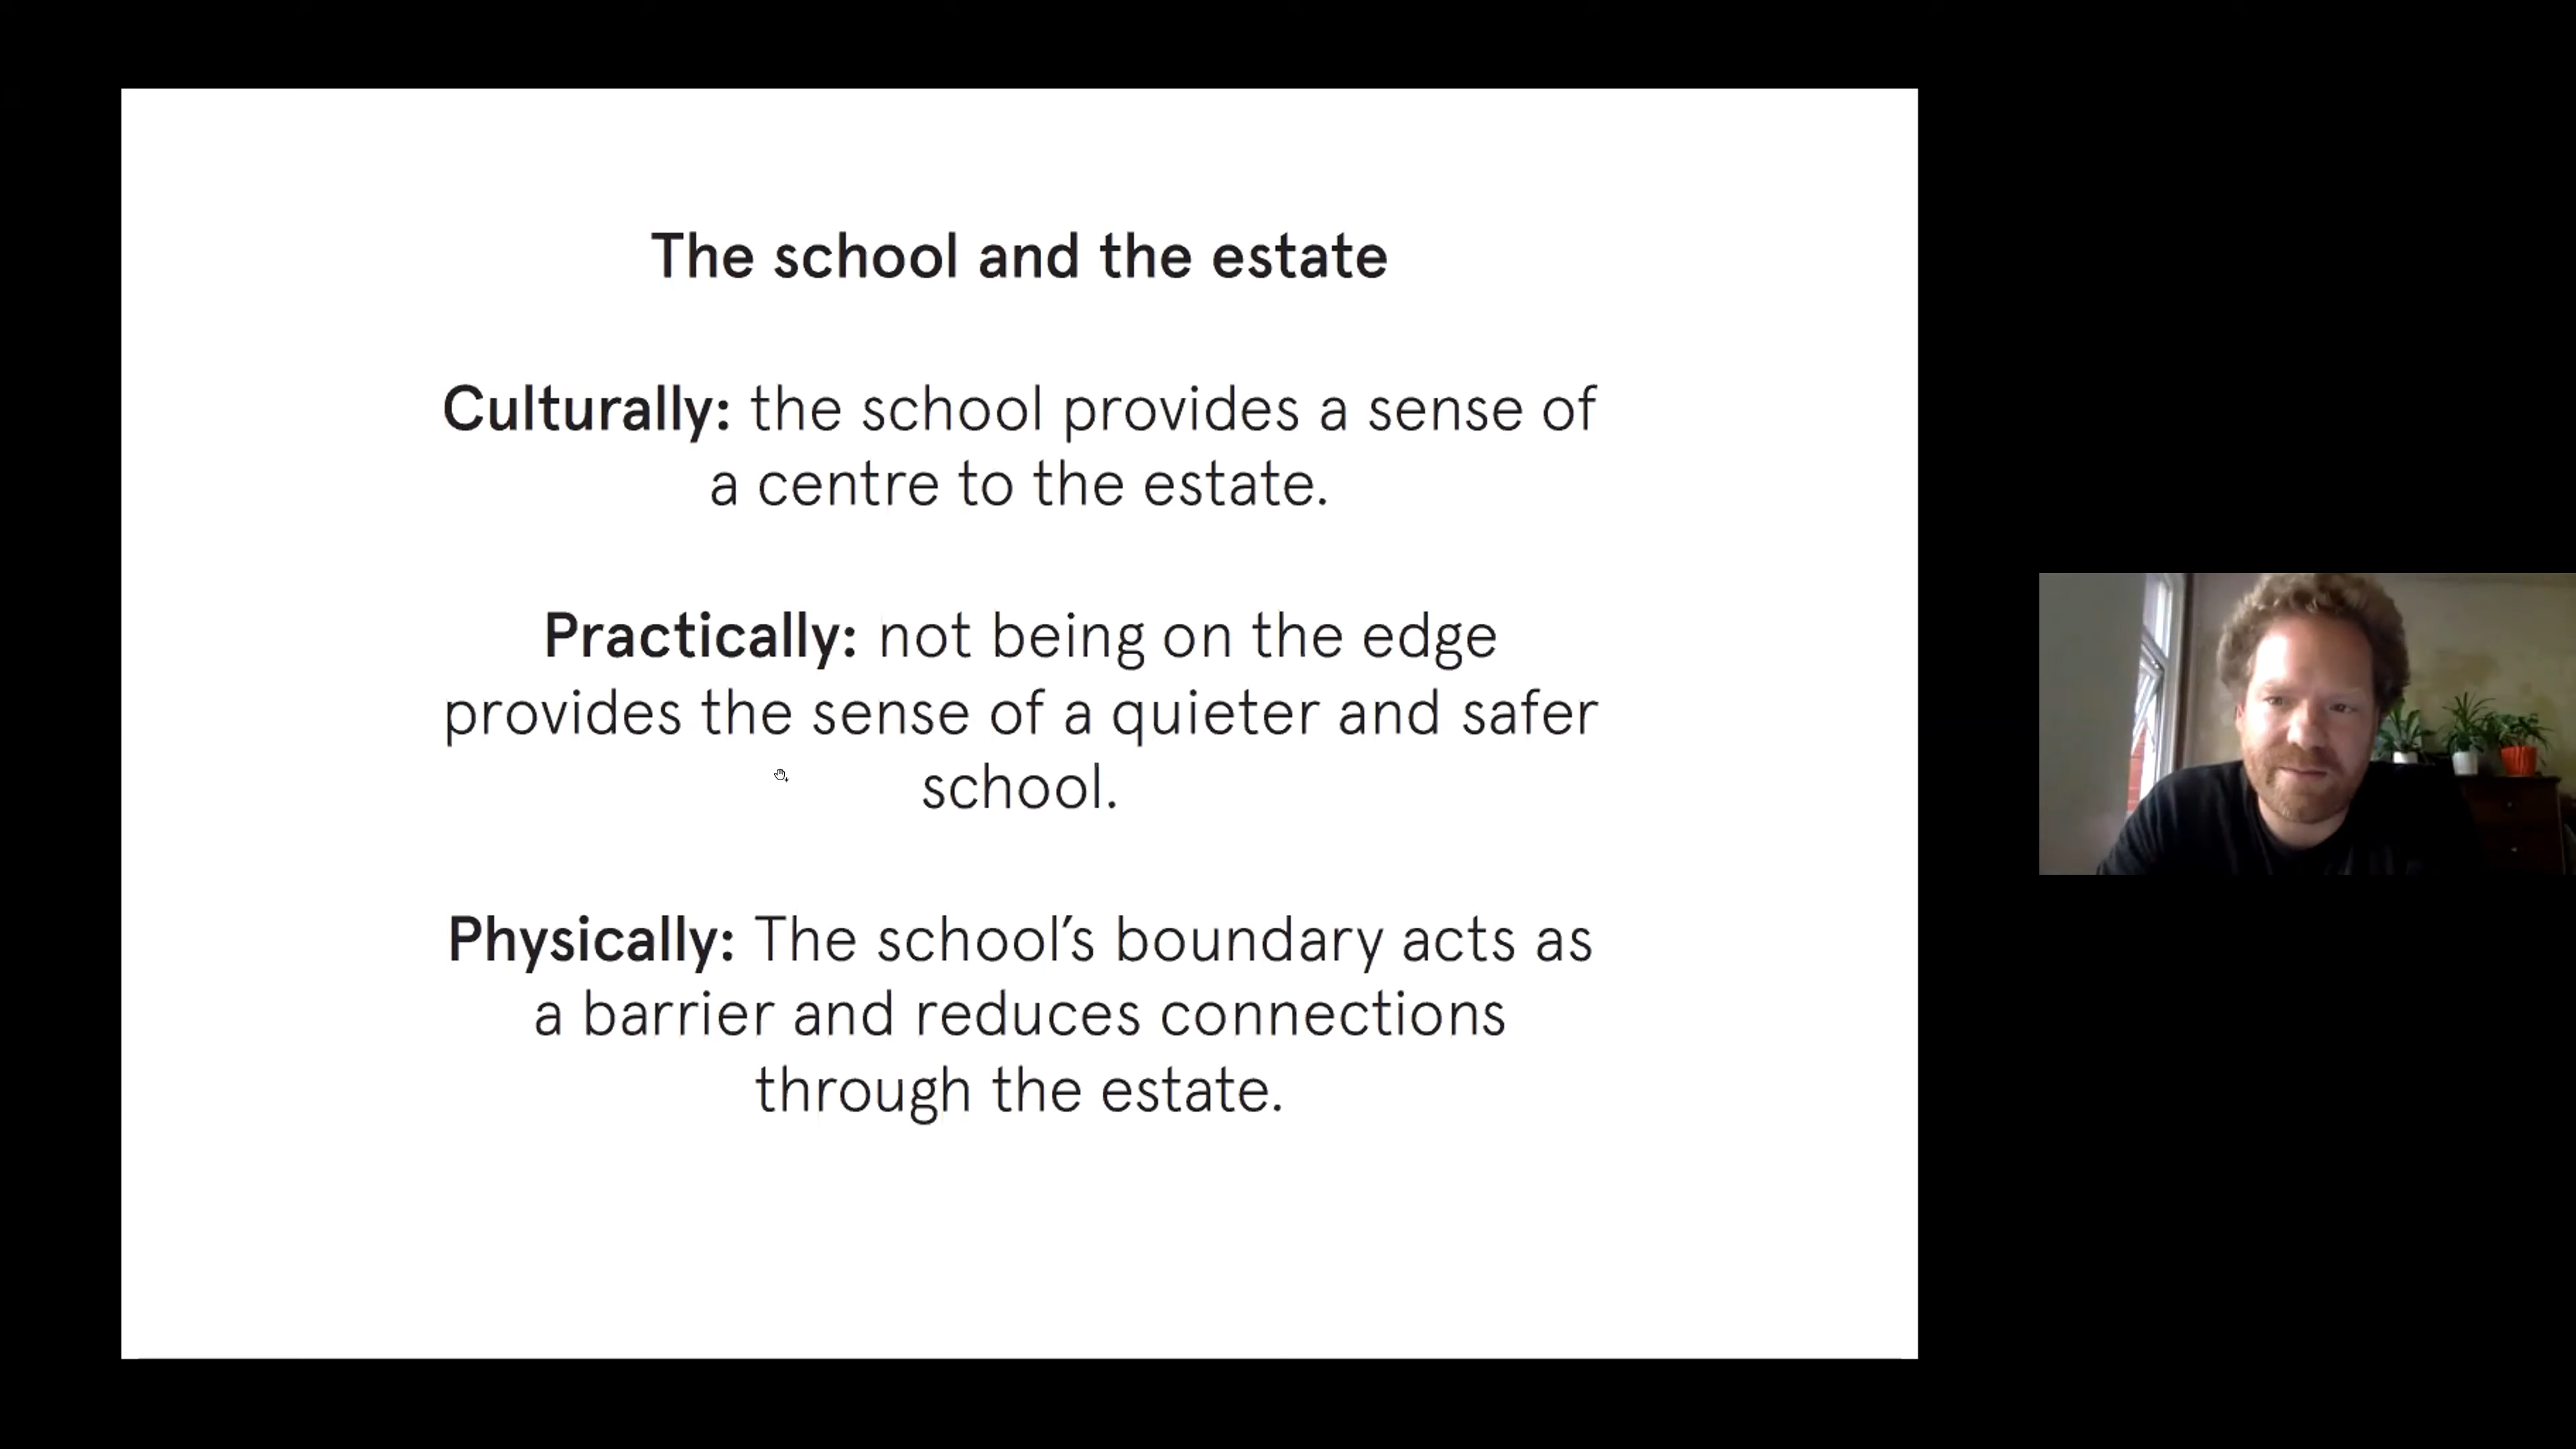 The school and the estate
Culturally: the school provides a sense of
a centre to the estate.
Practically: not being on the edge
provides the sense of a quieter and safer
school.
Physically: The school’s boundary acts as
a barrier and reduces connections
through the estate.